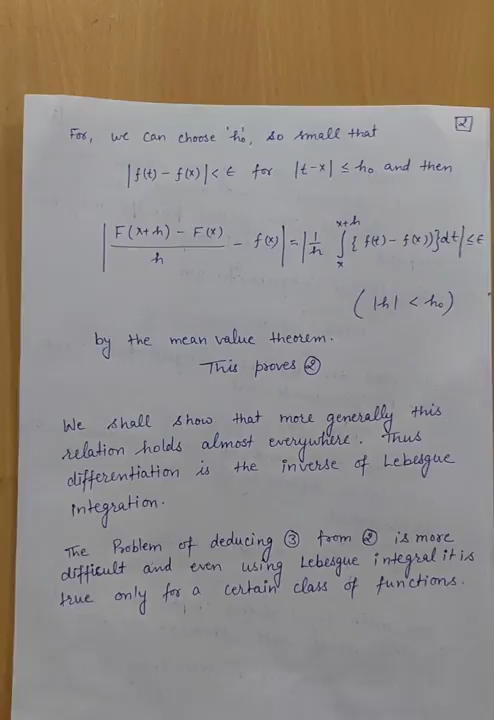 2
For, we can choose 'h₀', so small that
|f(t) - f(x)| < ε for |t-x| ≤ h₀ and then
| F(x+h) - F(x) / h - f(x) | = | 1/h ∫ₓˣ⁺ʰ { f(t) - f(x))} dt | ≤ ε
( |h| < h₀ )
by the mean value theorem.
This proves ②
We shall show that more generally this
relation holds almost everywhere. Thus
differentiation is the inverse of Lebesgue
integration.
The Problem of deducing ③ from ② is more
difficult and even using Lebesgue integral it is
true only for a certain class of functions.